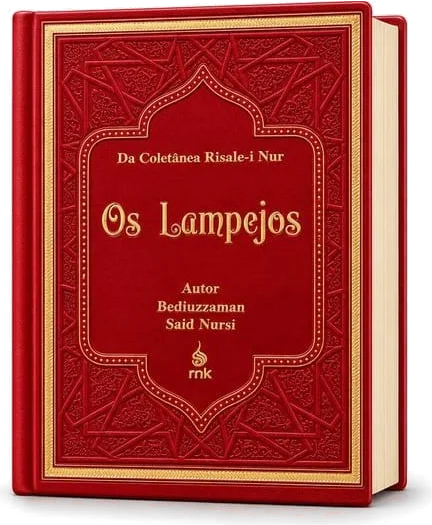 Da Coletânea Risale-i Nur
Os Lampejos
Autor
Bediuzzaman
Said Nursi
rnk